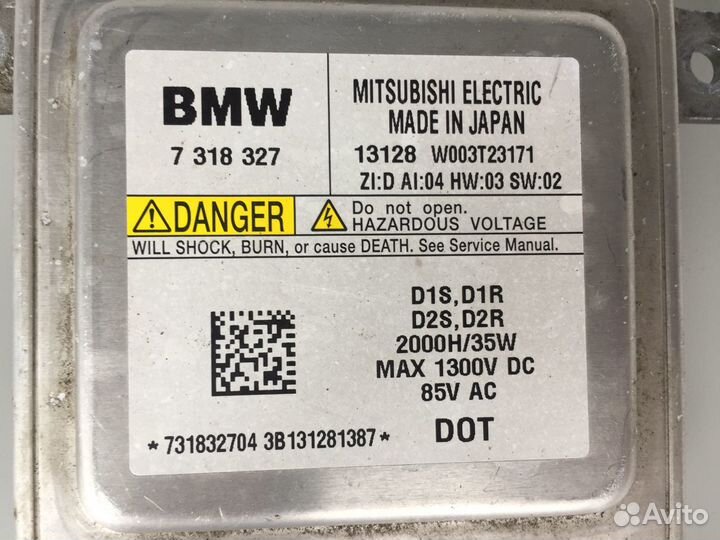 BMW
7 318 327
MITSUBISHI ELECTRIC
MADE IN JAPAN
13128 W003T23171
ZI:D AI:04 HW:03 SW:02
DANGER
Do not open.
HAZARDOUS VOLTAGE
WILL SHOCK, BURN, or cause DEATH. See Service Manual.
D1S,D1R
D2S,D2R
2000H/35W
MAX 1300V DC
85V AC
*731832704 3B131281387*
DOT
Avito